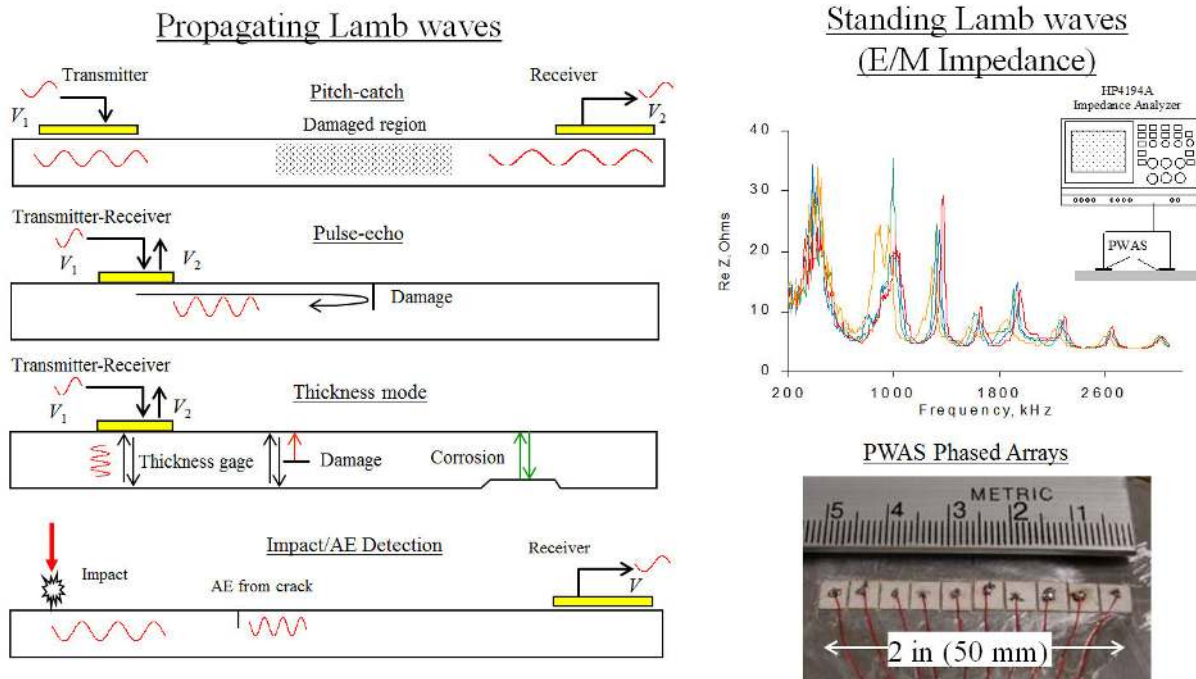 Propagating Lamb waves
Transmitter
V1
Pitch-catch
Damaged region
Receiver
V2
Transmitter-Receiver
V1
V2
Pulse-echo
Damage
Transmitter-Receiver
V1
V2
Thickness mode
Thickness gage
Damage
Corrosion
Impact/AE Detection
Impact
AE from crack
Receiver
V
Standing Lamb waves
(E/M Impedance)
HP4194A
Impedance Analyzer
PWAS
Re Z, Ohms
40
30
20
10
0
200 1000 1800 2600
Frequency, kHz
PWAS Phased Arrays
METRIC
5 4 3 2 1
2 in (50 mm)